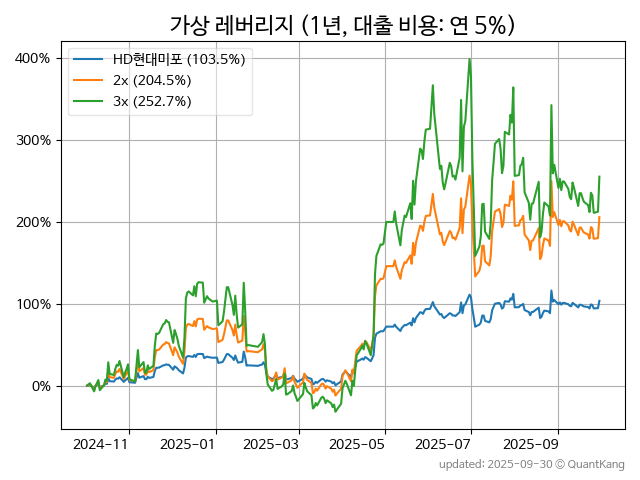 가상 레버리지 (1년, 대출 비용: 연 5%)
HD현대미포 (103.5%)
2x (204.5%)
3x (252.7%)
400%
300%
200%
100%
0%
2024-11 2025-01 2025-03 2025-05 2025-07 2025-09
updated: 2025-09-30 © QuantKang